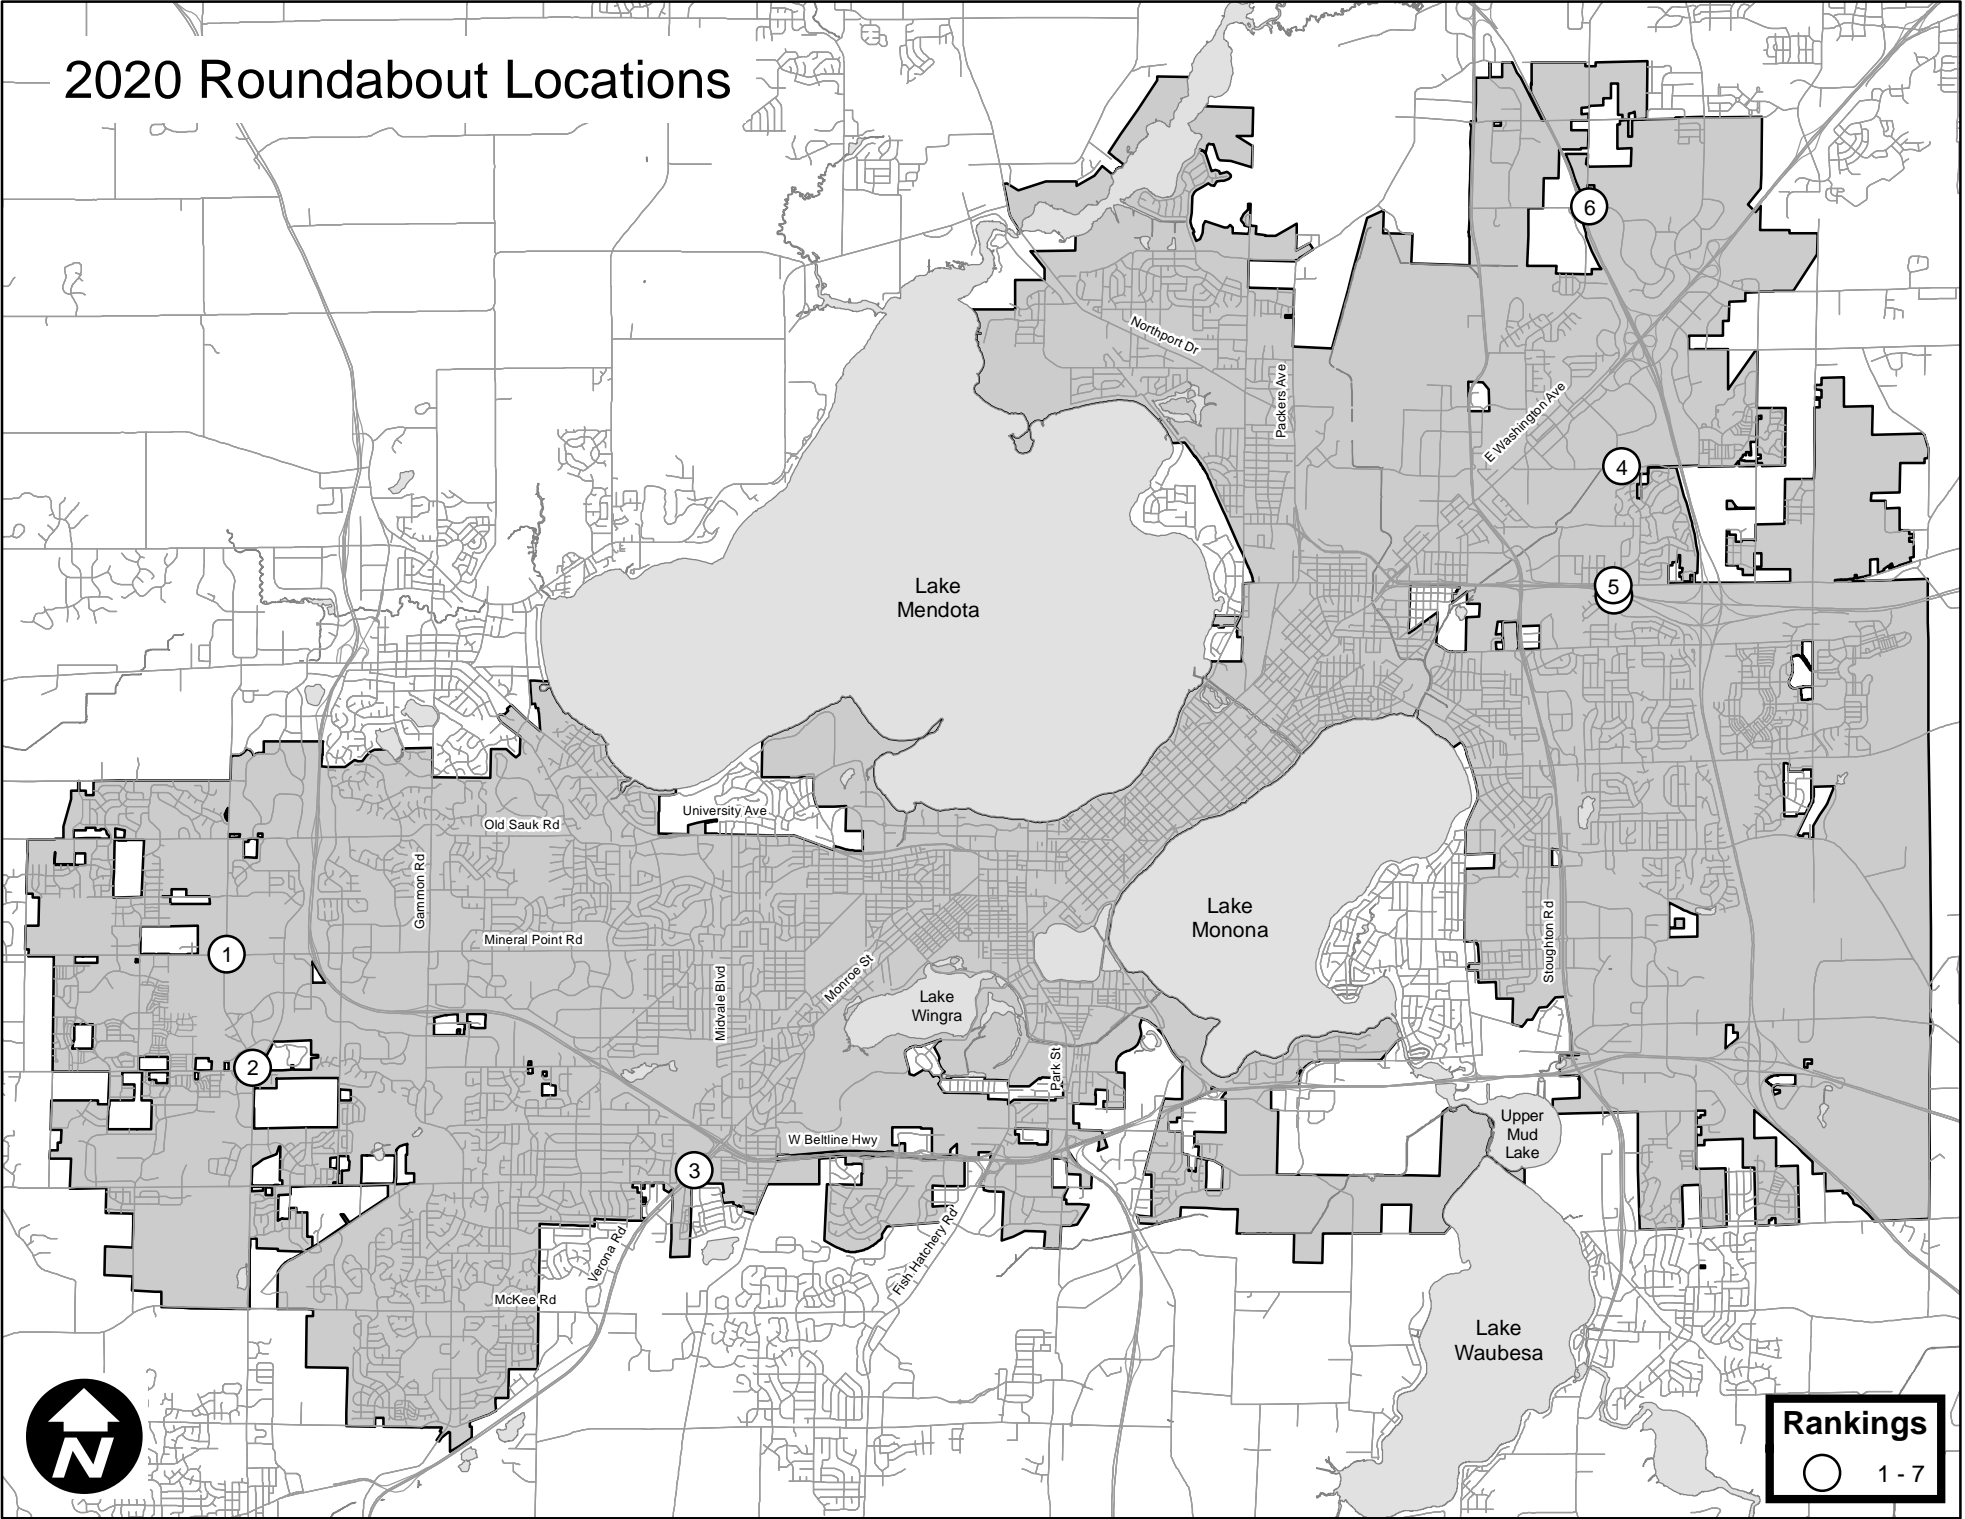 2020 Roundabout Locations
6
Northport Dr
Packers Ave
E Washington Ave
4
Lake
Mendota
5
University Ave
Old Sauk Rd
Gammon Rd
Lake
Monona
Stoughton Rd
Mineral Point Rd
1
Midvale Blvd
Monroe St
Lake
Wingra
2
Park St
Upper
Mud
Lake
W Beltline Hwy
3
Verona Rd
Fish Hatchery Rd
McKee Rd
Lake
Waubesa
N
Rankings
1 - 7